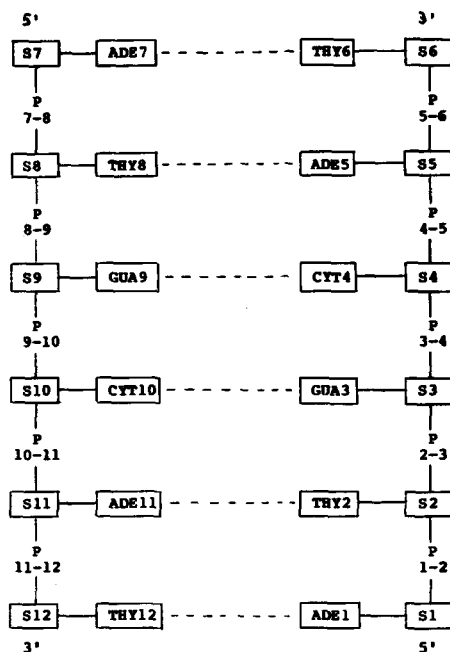 5' 3'
S7 ADE7 THY6 S6
P P
7-8 5-6
S8 THY8 ADE5 S5
P P
8-9 4-5
S9 GUA9 CYT4 S4
P P
9-10 3-4
S10 CYT10 GUA3 S3
P P
10-11 2-3
S11 ADE11 THY2 S2
P P
11-12 1-2
S12 THY12 ADE1 S1
3' 5'